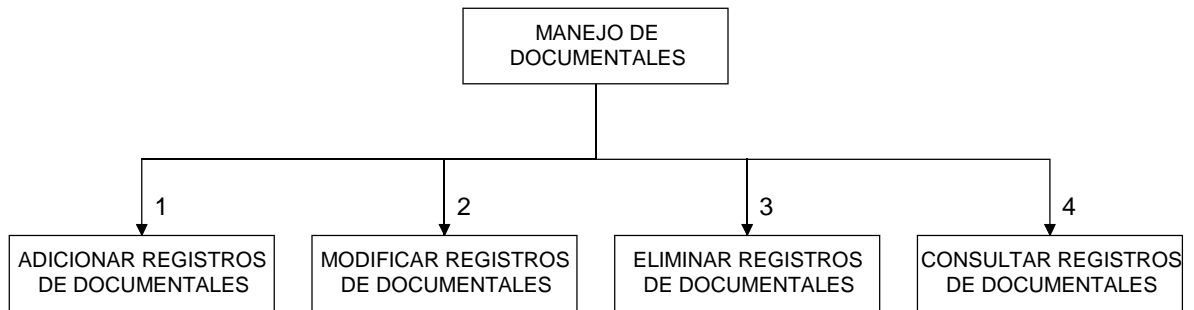 MANEJO DE
DOCUMENTALES
1
2
3
4
ADICIONAR REGISTROS
DE DOCUMENTALES
MODIFICAR REGISTROS
DE DOCUMENTALES
ELIMINAR REGISTROS
DE DOCUMENTALES
CONSULTAR REGISTROS
DE DOCUMENTALES